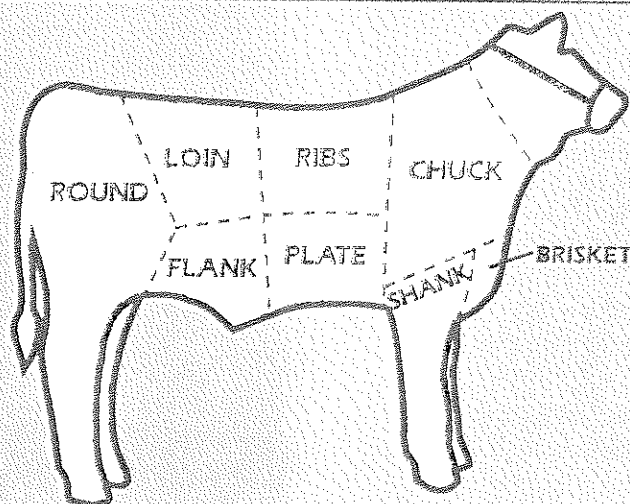 LOIN
RIBS
CHUCK
ROUND
FLANK
PLATE
SHANK
BRISKET